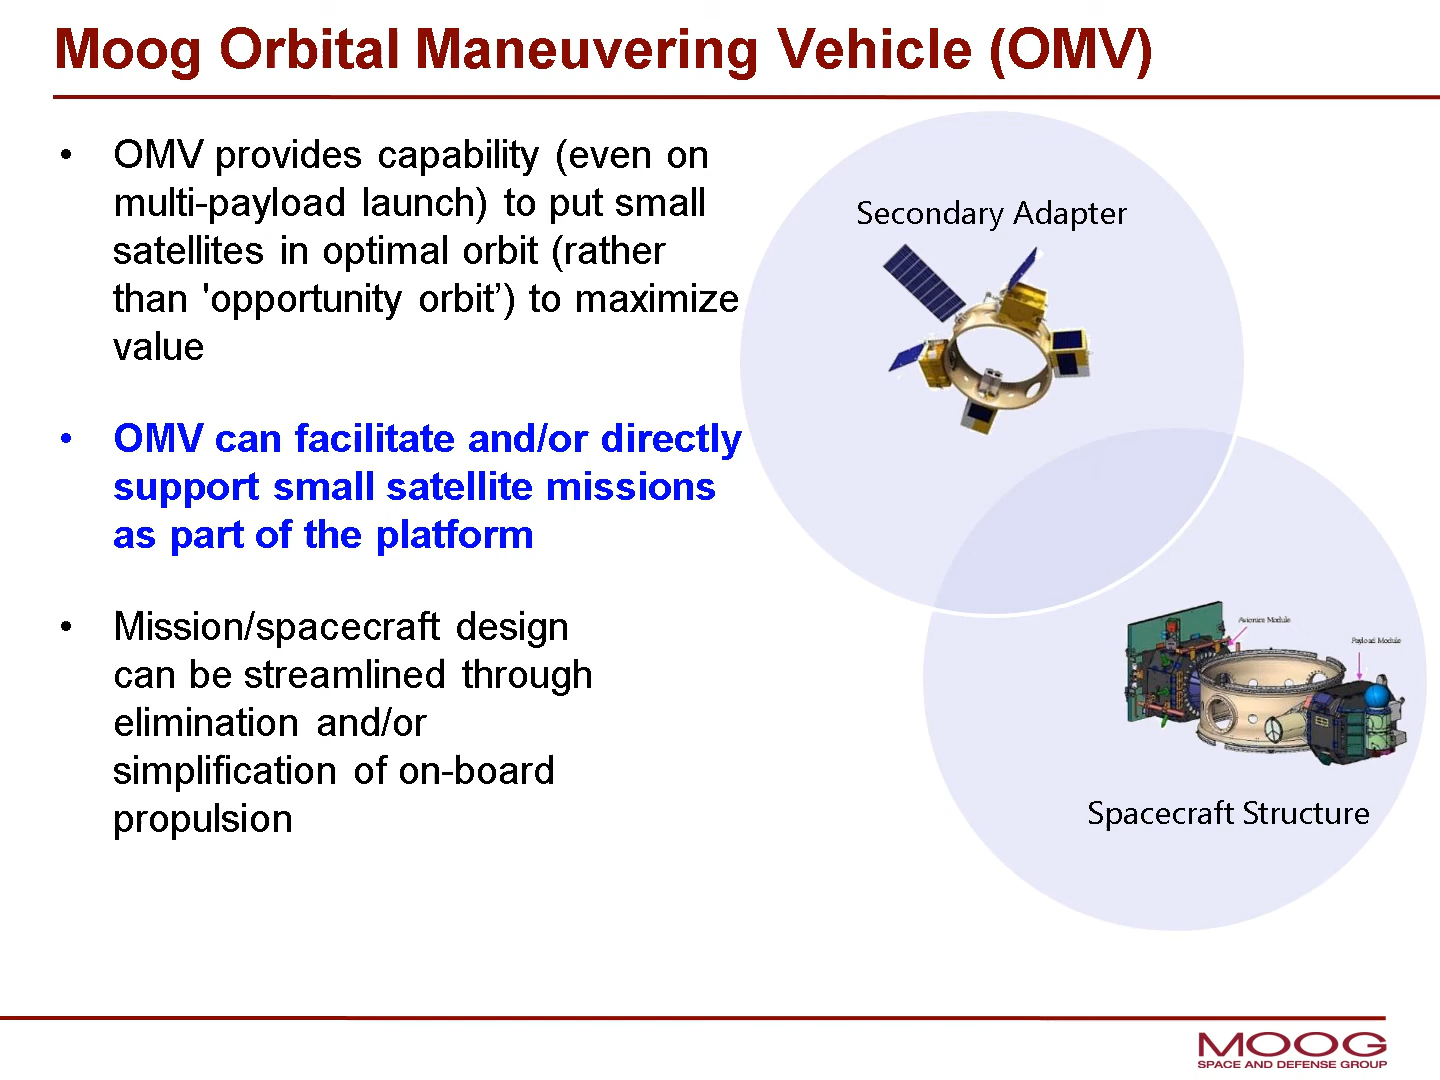 Moog Orbital Maneuvering Vehicle (OMV)
• OMV provides capability (even on
multi-payload launch) to put small
satellites in optimal orbit (rather
than 'opportunity orbit’) to maximize
value
• OMV can facilitate and/or directly
support small satellite missions
as part of the platform
• Mission/spacecraft design
can be streamlined through
elimination and/or
simplification of on-board
propulsion
Secondary Adapter
Avionics Module
Payload Module
Spacecraft Structure
MOOG
SPACE AND DEFENSE GROUP